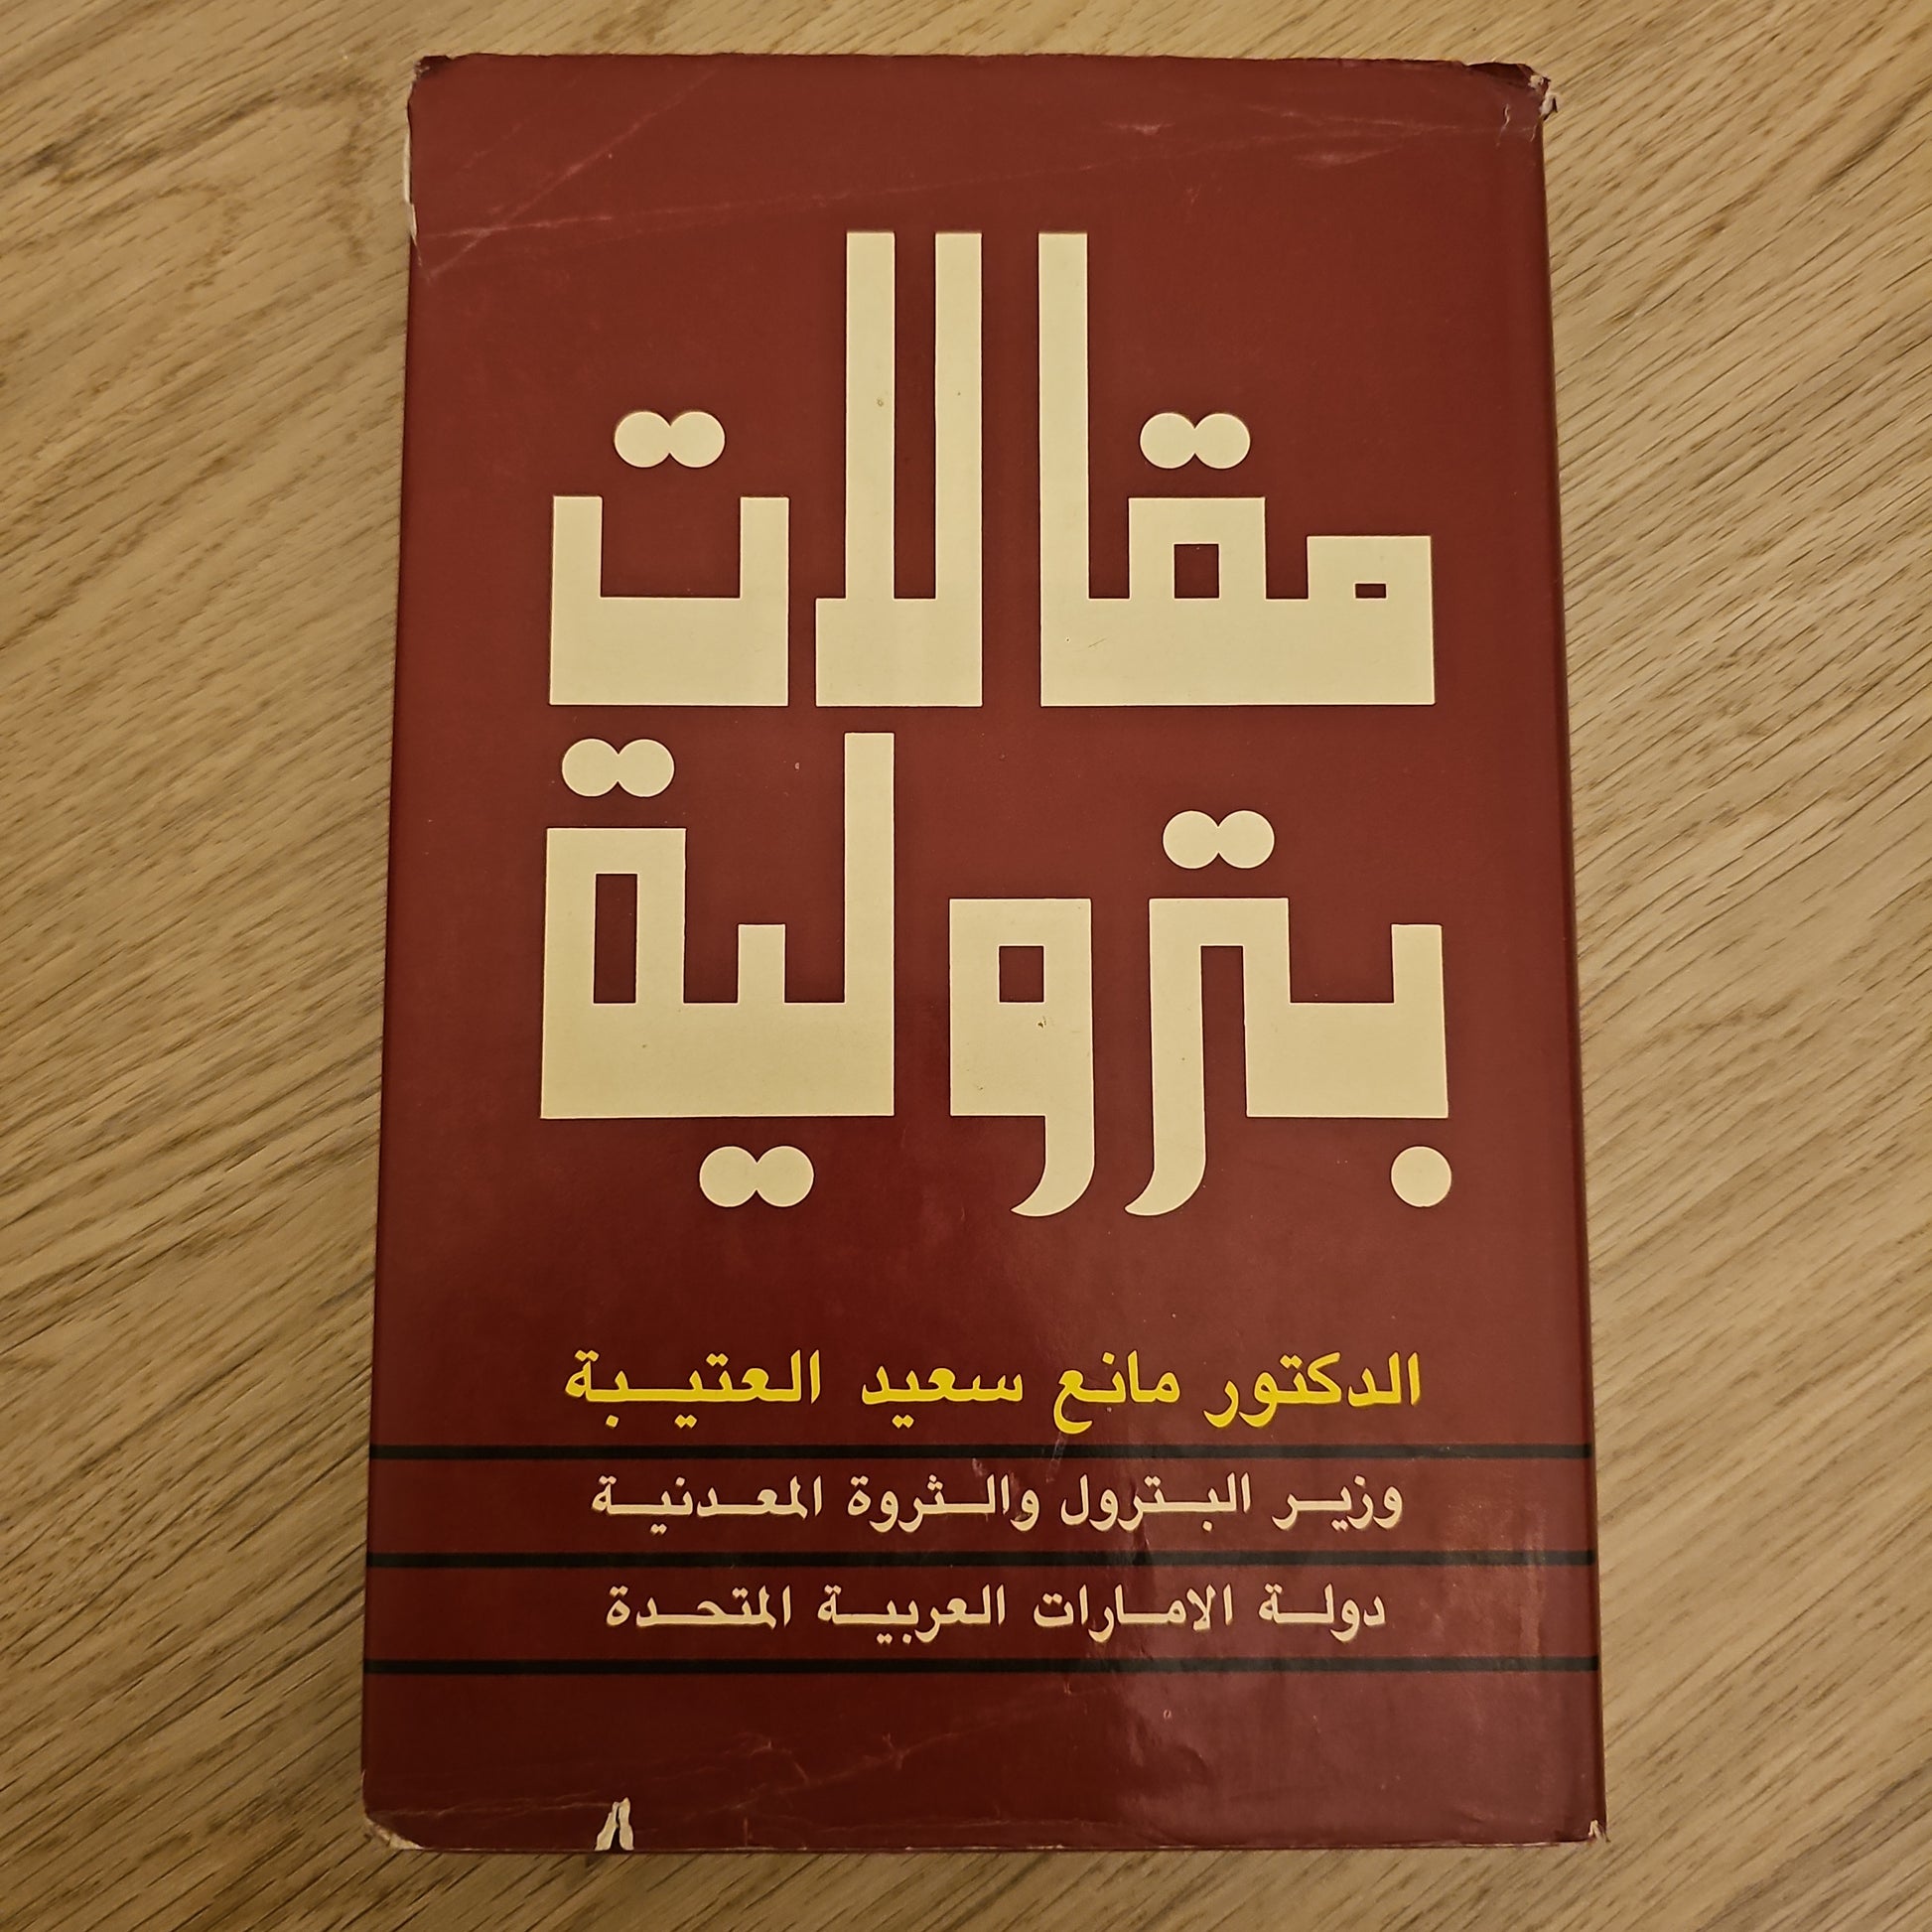 مقالات
بترولية
الدكتور مانع سعيد العتيبة
وزير البترول والثروة المعدنية
دولة الامارات العربية المتحدة